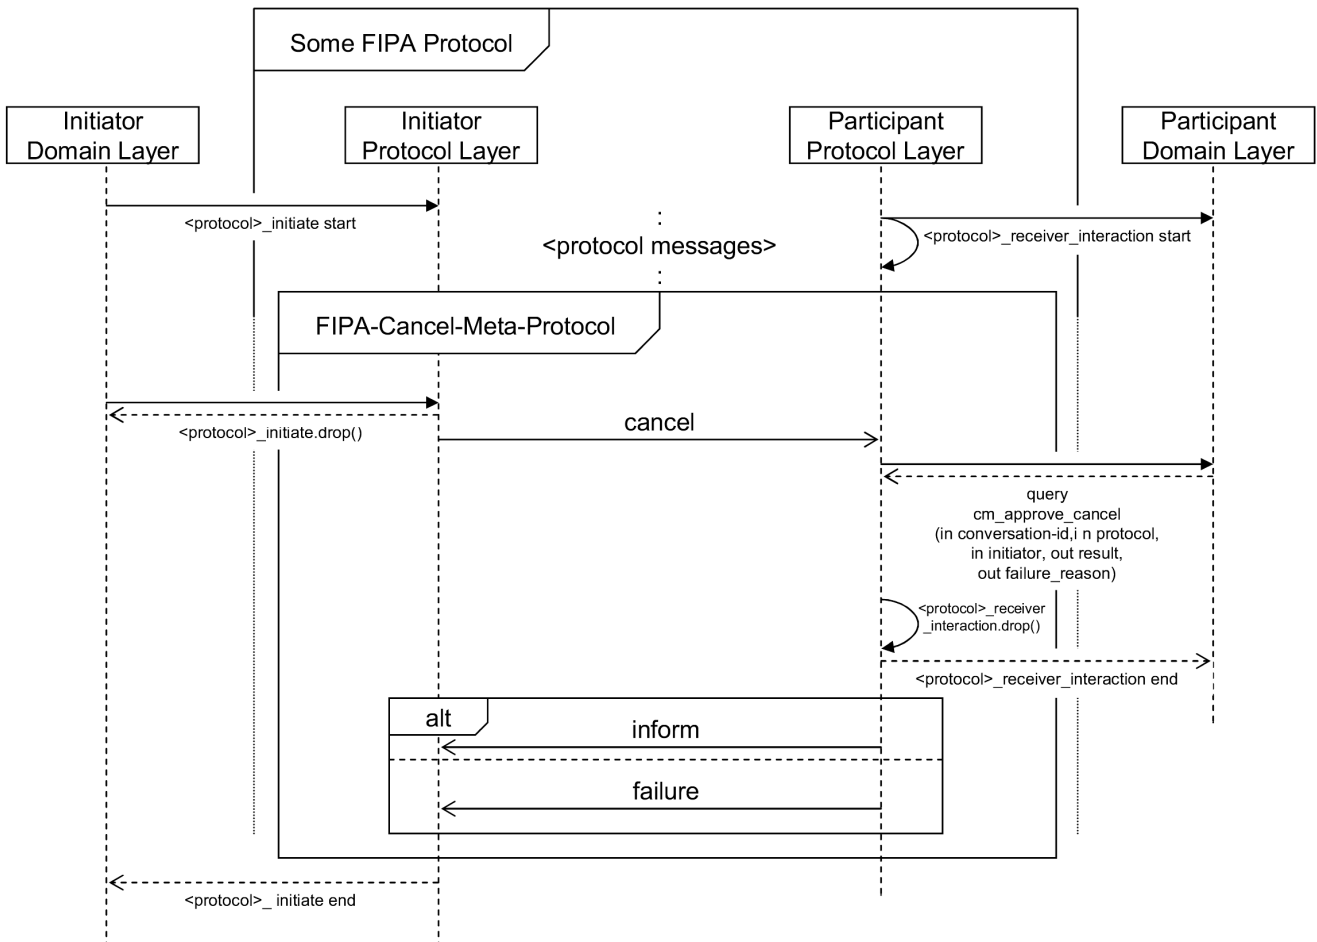 Some FIPA Protocol
Initiator
Domain Layer
Initiator
Protocol Layer
Participant
Protocol Layer
Participant
Domain Layer
<protocol>_initiate start
:
<protocol>_receiver_interaction start
<protocol messages>
:
FIPA-Cancel-Meta-Protocol
cancel
<protocol>_initiate.drop()
query
cm_approve_cancel
(in conversation-id,i n protocol,
in initiator, out result,
out failure_reason)
<protocol>_receiver
_interaction.drop()
<protocol>_receiver_interaction end
alt
inform
failure
<protocol>_ initiate end